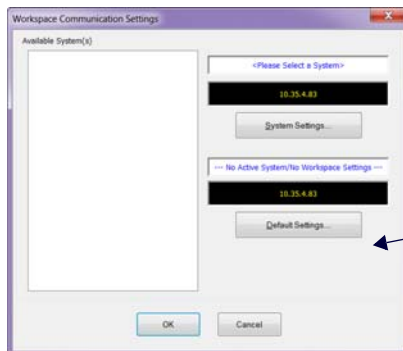 Workspace Communication Settings
Available System(s)
<Please Select a System>
10.35.4.83
System Settings...
--- No Active System/No Workspace Settings ---
10.35.4.83
Default Settings...
OK
Cancel